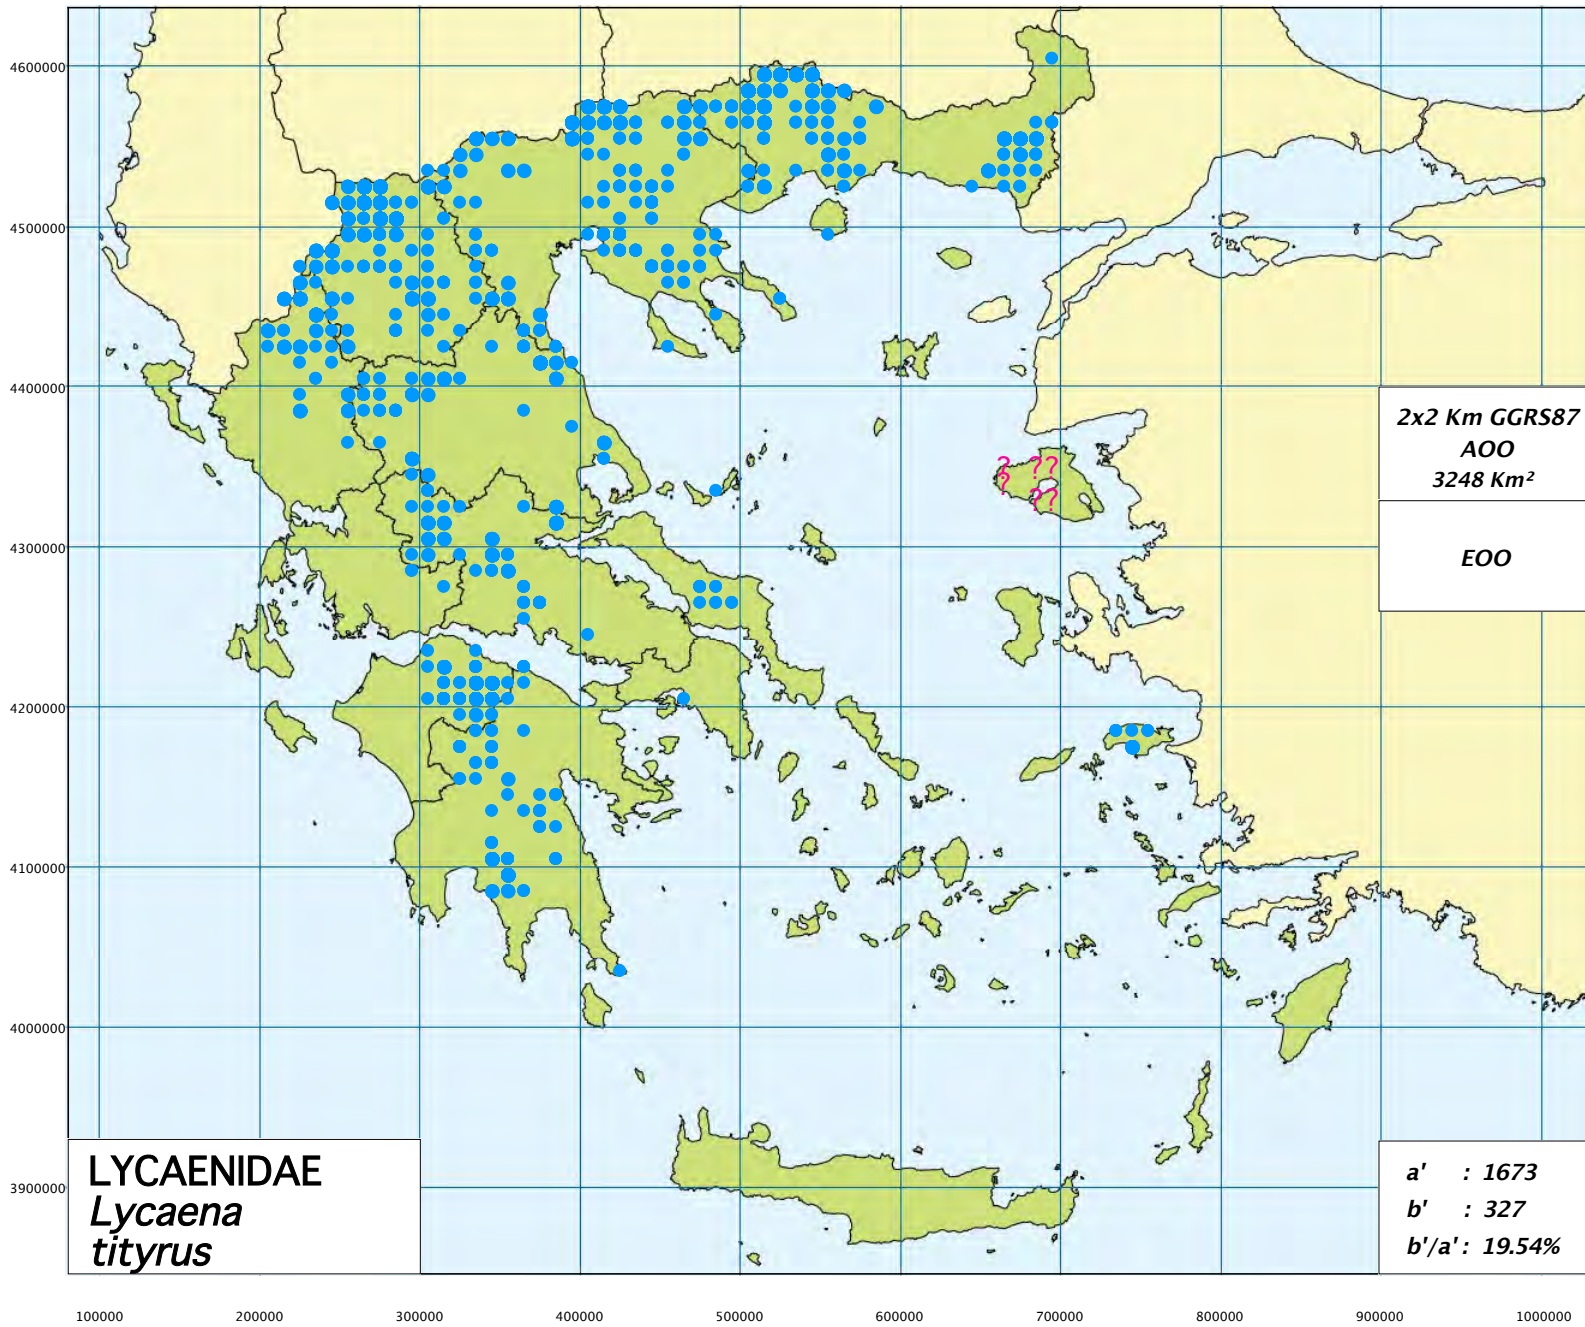 4600000
4500000
4400000
4300000
4200000
4100000
4000000
3900000
2x2 Km GGRS87
AOO
3248 Km²
EOO
? ? ?
?
? ?
LYCAENIDAE
Lycaena
tityrus
a' : 1673
b' : 327
b'/a' : 19.54%
100000 200000 300000 400000 500000 600000 700000 800000 900000 1000000